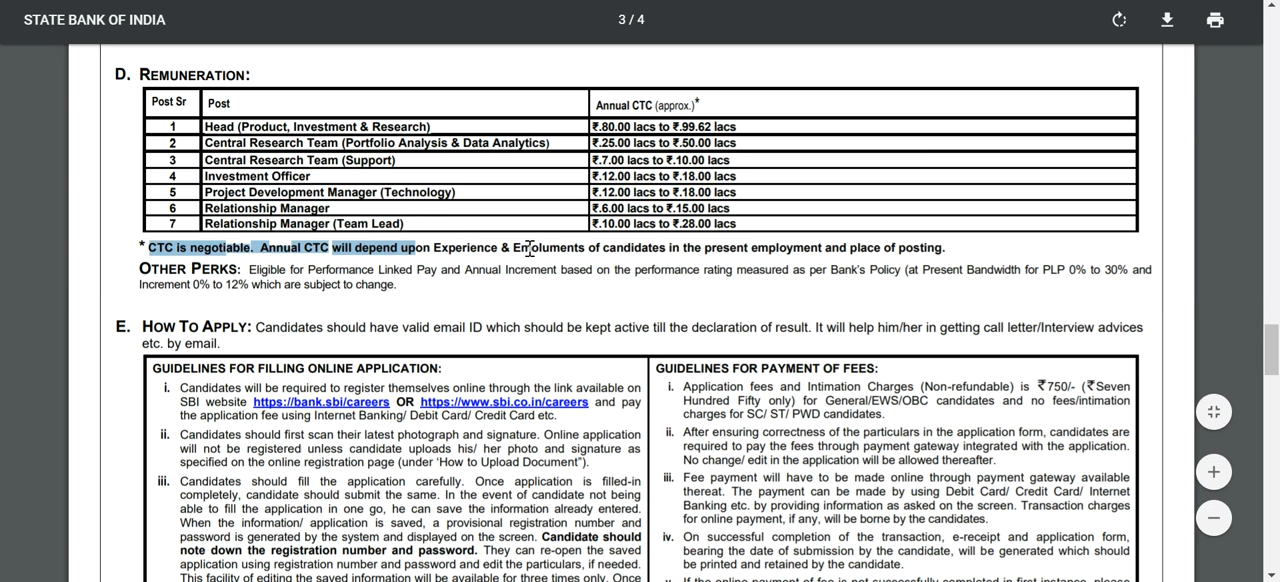 STATE BANK OF INDIA
3 / 4
D. REMUNERATION:
Post Sr Post Annual CTC (approx.)*
1 Head (Product, Investment & Research) ₹.80.00 lacs to ₹.99.62 lacs
2 Central Research Team (Portfolio Analysis & Data Analytics) ₹.25.00 lacs to ₹.50.00 lacs
3 Central Research Team (Support) ₹.7.00 lacs to ₹.10.00 lacs
4 Investment Officer ₹.12.00 lacs to ₹.18.00 lacs
5 Project Development Manager (Technology) ₹.12.00 lacs to ₹.18.00 lacs
6 Relationship Manager ₹.6.00 lacs to ₹.15.00 lacs
7 Relationship Manager (Team Lead) ₹.10.00 lacs to ₹.28.00 lacs
* CTC is negotiable. Annual CTC will depend upon Experience & Emoluments of candidates in the present employment and place of posting.
OTHER PERKS: Eligible for Performance Linked Pay and Annual Increment based on the performance rating measured as per Bank's Policy (at Present Bandwidth for PLP 0% to 30% and
Increment 0% to 12% which are subject to change.
E. HOW TO APPLY: Candidates should have valid email ID which should be kept active till the declaration of result. It will help him/her in getting call letter/Interview advices
etc. by email.
GUIDELINES FOR FILLING ONLINE APPLICATION:
i. Candidates will be required to register themselves online through the link available on
SBI website https://bank.sbi/careers OR https://www.sbi.co.in/careers and pay
the application fee using Internet Banking/ Debit Card/ Credit Card etc.
ii. Candidates should first scan their latest photograph and signature. Online application
will not be registered unless candidate uploads his/ her photo and signature as
specified on the online registration page (under 'How to Upload Document").
iii. Candidates should fill the application carefully. Once application is filled-in
completely, candidate should submit the same. In the event of candidate not being
able to fill the application in one go, he can save the information already entered.
When the information/ application is saved, a provisional registration number and
password is generated by the system and displayed on the screen. Candidate should
note down the registration number and password. They can re-open the saved
application using registration number and password and edit the particulars, if needed.
This facility of editing the saved information will be available for three times only. Once
GUIDELINES FOR PAYMENT OF FEES:
i. Application fees and Intimation Charges (Non-refundable) is ₹750/- (₹Seven
Hundred Fifty only) for General/EWS/OBC candidates and no fees/intimation
charges for SC/ ST/ PWD candidates.
ii. After ensuring correctness of the particulars in the application form, candidates are
required to pay the fees through payment gateway integrated with the application.
No change/ edit in the application will be allowed thereafter.
iii. Fee payment will have to be made online through payment gateway available
thereat. The payment can be made by using Debit Card/ Credit Card/ Internet
Banking etc. by providing information as asked on the screen. Transaction charges
for online payment, if any, will be borne by the candidates.
iv. On successful completion of the transaction, e-receipt and application form,
bearing the date of submission by the candidate, will be generated which should
be printed and retained by the candidate.
v. If the online payment of fee is not successfully completed in first instance, please